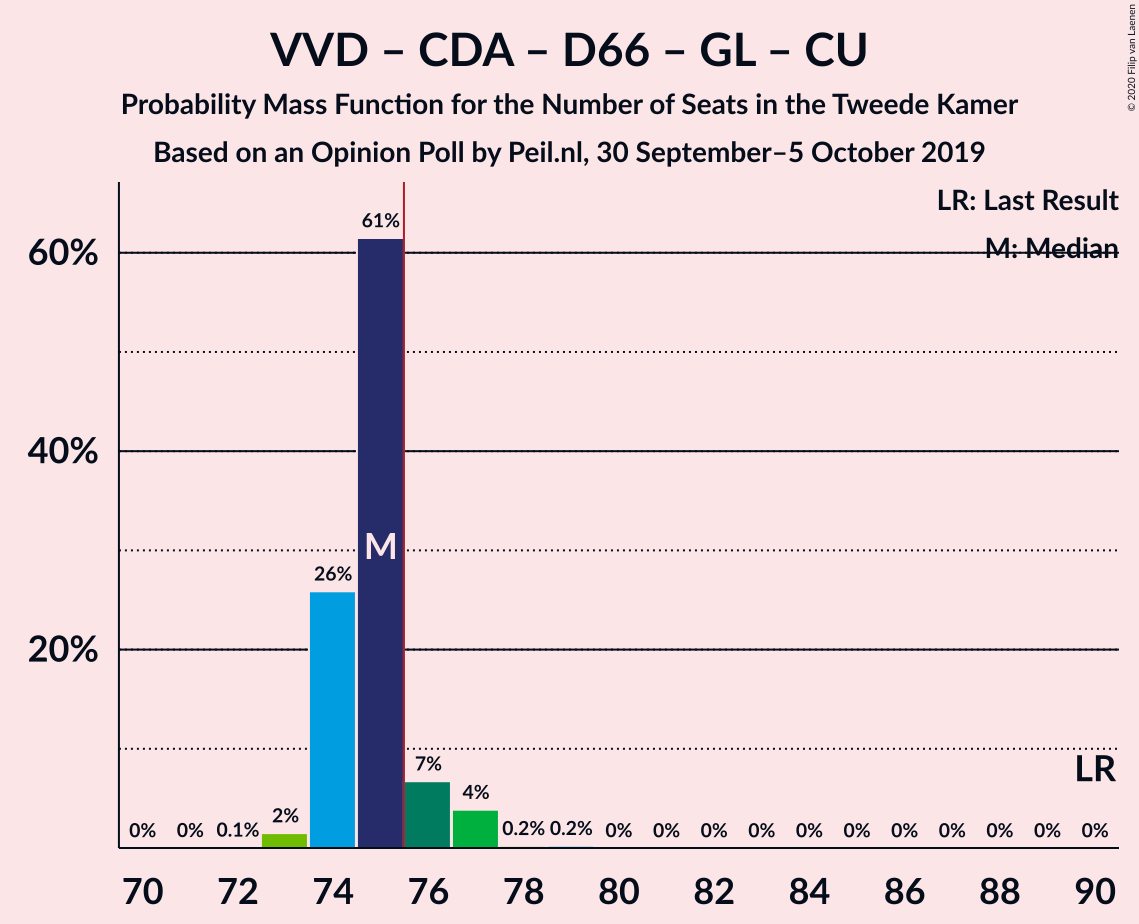 VVD – CDA – D66 – GL – CU
Probability Mass Function for the Number of Seats in the Tweede Kamer
Based on an Opinion Poll by Peil.nl, 30 September–5 October 2019
© 2020 Filip van Laenen
LR: Last Result
M: Median
60%
40%
20%
61%
M
26%
7%
4%
2%
LR
0% 0% 0.1% 0.2% 0.2% 0% 0% 0% 0% 0% 0% 0% 0% 0% 0% 0%
70 72 74 76 78 80 82 84 86 88 90